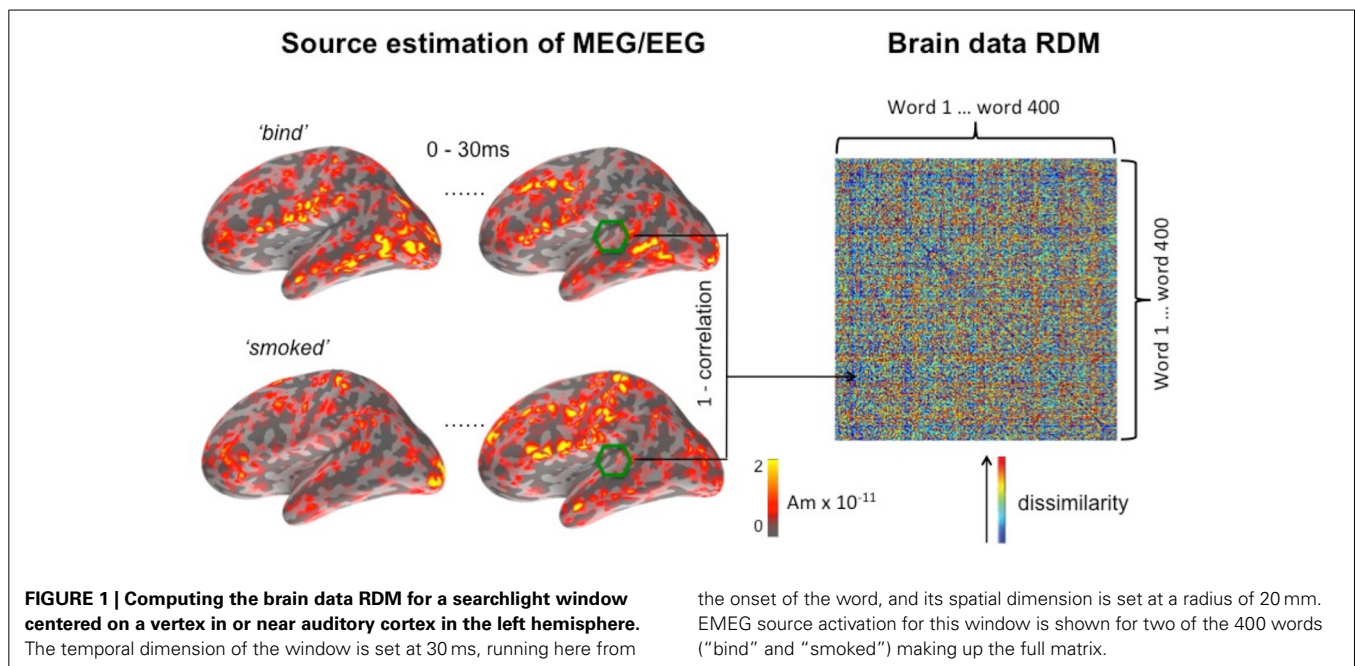 Source estimation of MEG/EEG
Brain data RDM
Word 1 ... word 400
'bind'
0 - 30ms
......
Word 1 ... word 400
1 - correlation
'smoked'
......
2
Am x 10⁻¹¹
0
dissimilarity
FIGURE 1 | Computing the brain data RDM for a searchlight window
centered on a vertex in or near auditory cortex in the left hemisphere.
The temporal dimension of the window is set at 30 ms, running here from
the onset of the word, and its spatial dimension is set at a radius of 20 mm.
EMEG source activation for this window is shown for two of the 400 words
(“bind” and “smoked”) making up the full matrix.